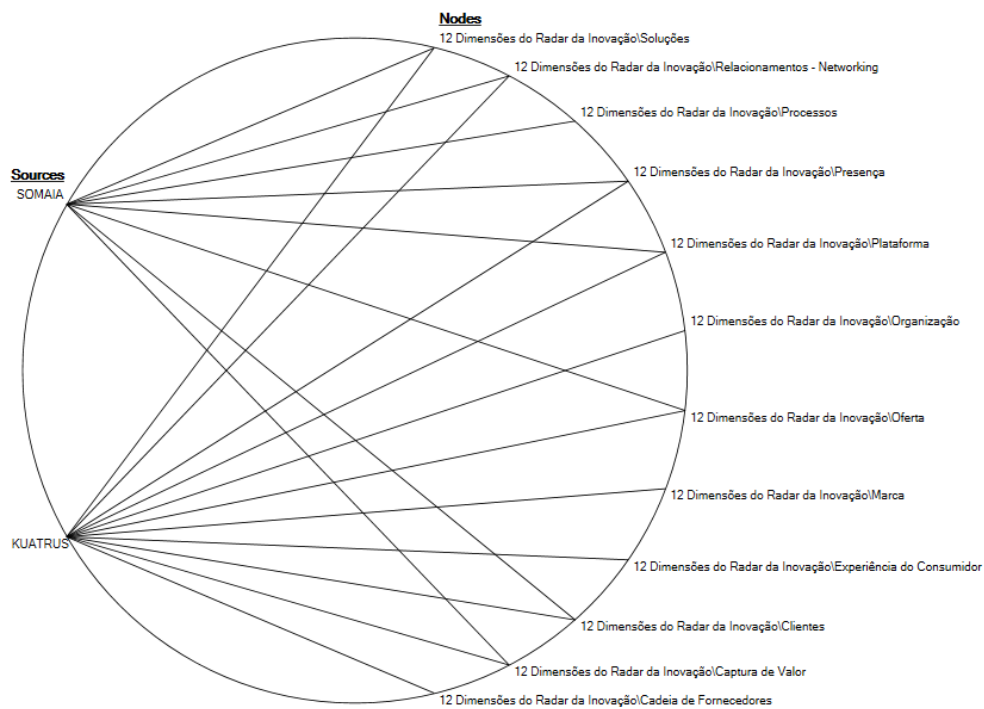 Nodes
12 Dimensões do Radar da Inovação\Soluções
12 Dimensões do Radar da Inovação\Relacionamentos - Networking
12 Dimensões do Radar da Inovação\Processos
Sources
12 Dimensões do Radar da Inovação\Presença
SOMAIA
12 Dimensões do Radar da Inovação\Plataforma
12 Dimensões do Radar da Inovação\Organização
12 Dimensões do Radar da Inovação\Oferta
12 Dimensões do Radar da Inovação\Marca
KUATRUS
12 Dimensões do Radar da Inovação\Experiência do Consumidor
12 Dimensões do Radar da Inovação\Clientes
12 Dimensões do Radar da Inovação\Captura de Valor
12 Dimensões do Radar da Inovação\Cadeia de Fornecedores